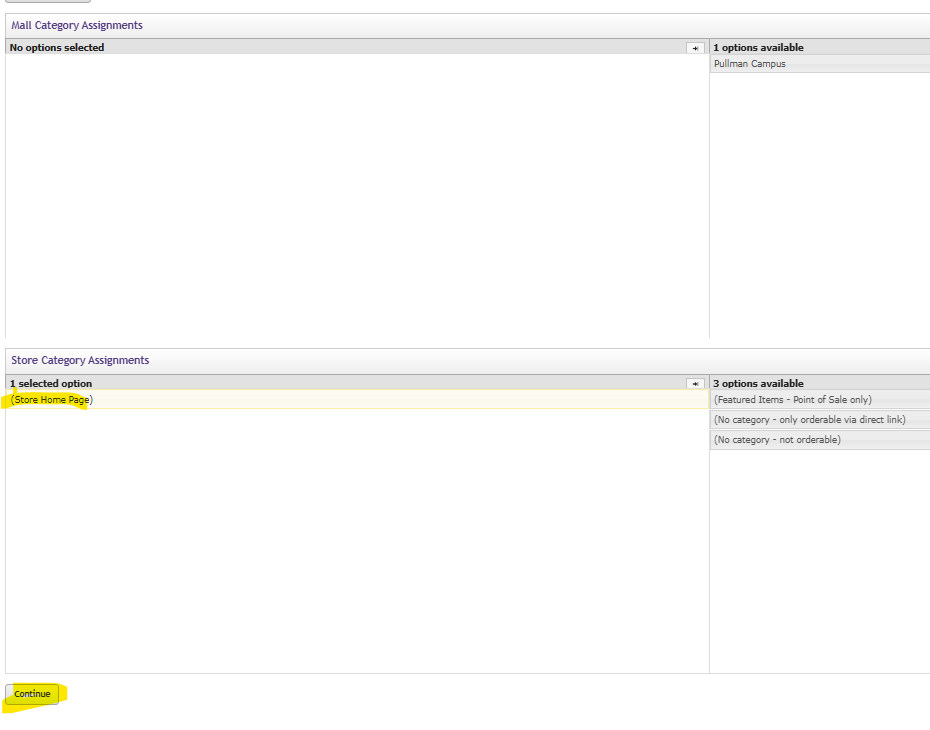 Mall Category Assignments
No options selected
1 options available
Pullman Campus
Store Category Assignments
1 selected option
3 options available
(Store Home Page)
(Featured Items - Point of Sale only)
(No category - only orderable via direct link)
(No category - not orderable)
Continue